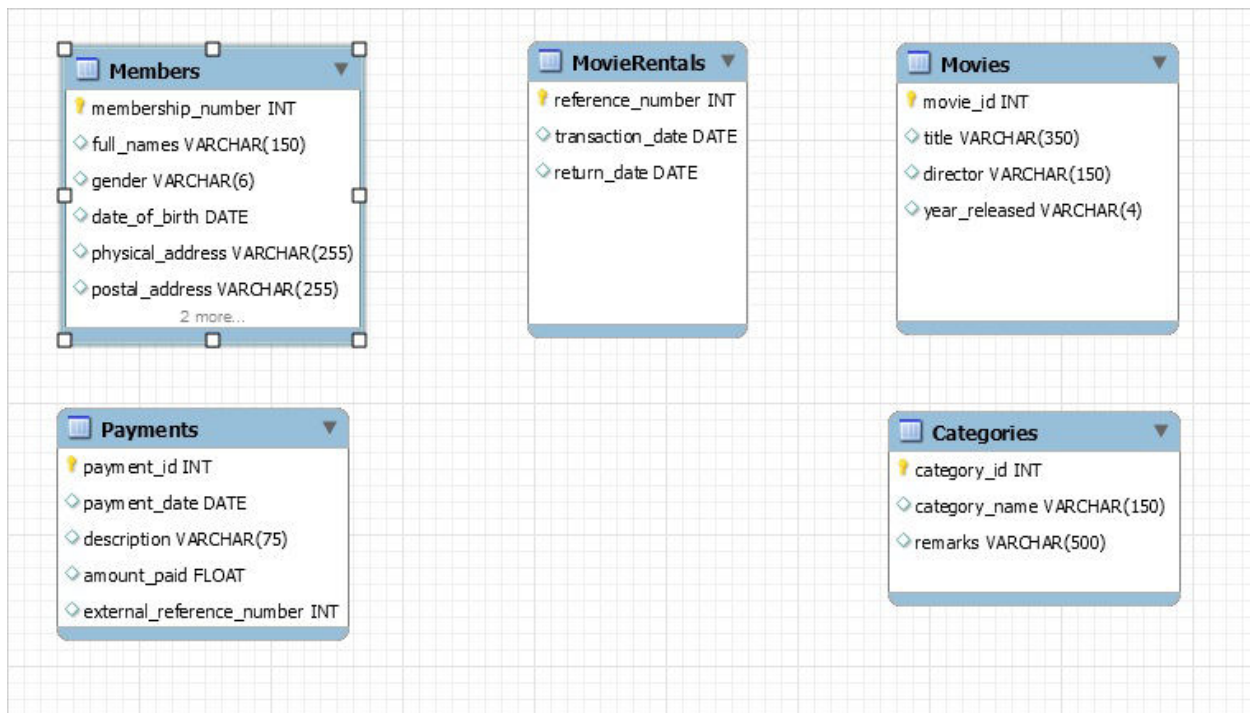 Members
membership_number INT
full_names VARCHAR(150)
gender VARCHAR(6)
date_of_birth DATE
physical_address VARCHAR(255)
postal_address VARCHAR(255)
2 more...
MovieRentals
reference_number INT
transaction_date DATE
return_date DATE
Movies
movie_id INT
title VARCHAR(350)
director VARCHAR(150)
year_released VARCHAR(4)
Payments
payment_id INT
payment_date DATE
description VARCHAR(75)
amount_paid FLOAT
external_reference_number INT
Categories
category_id INT
category_name VARCHAR(150)
remarks VARCHAR(500)